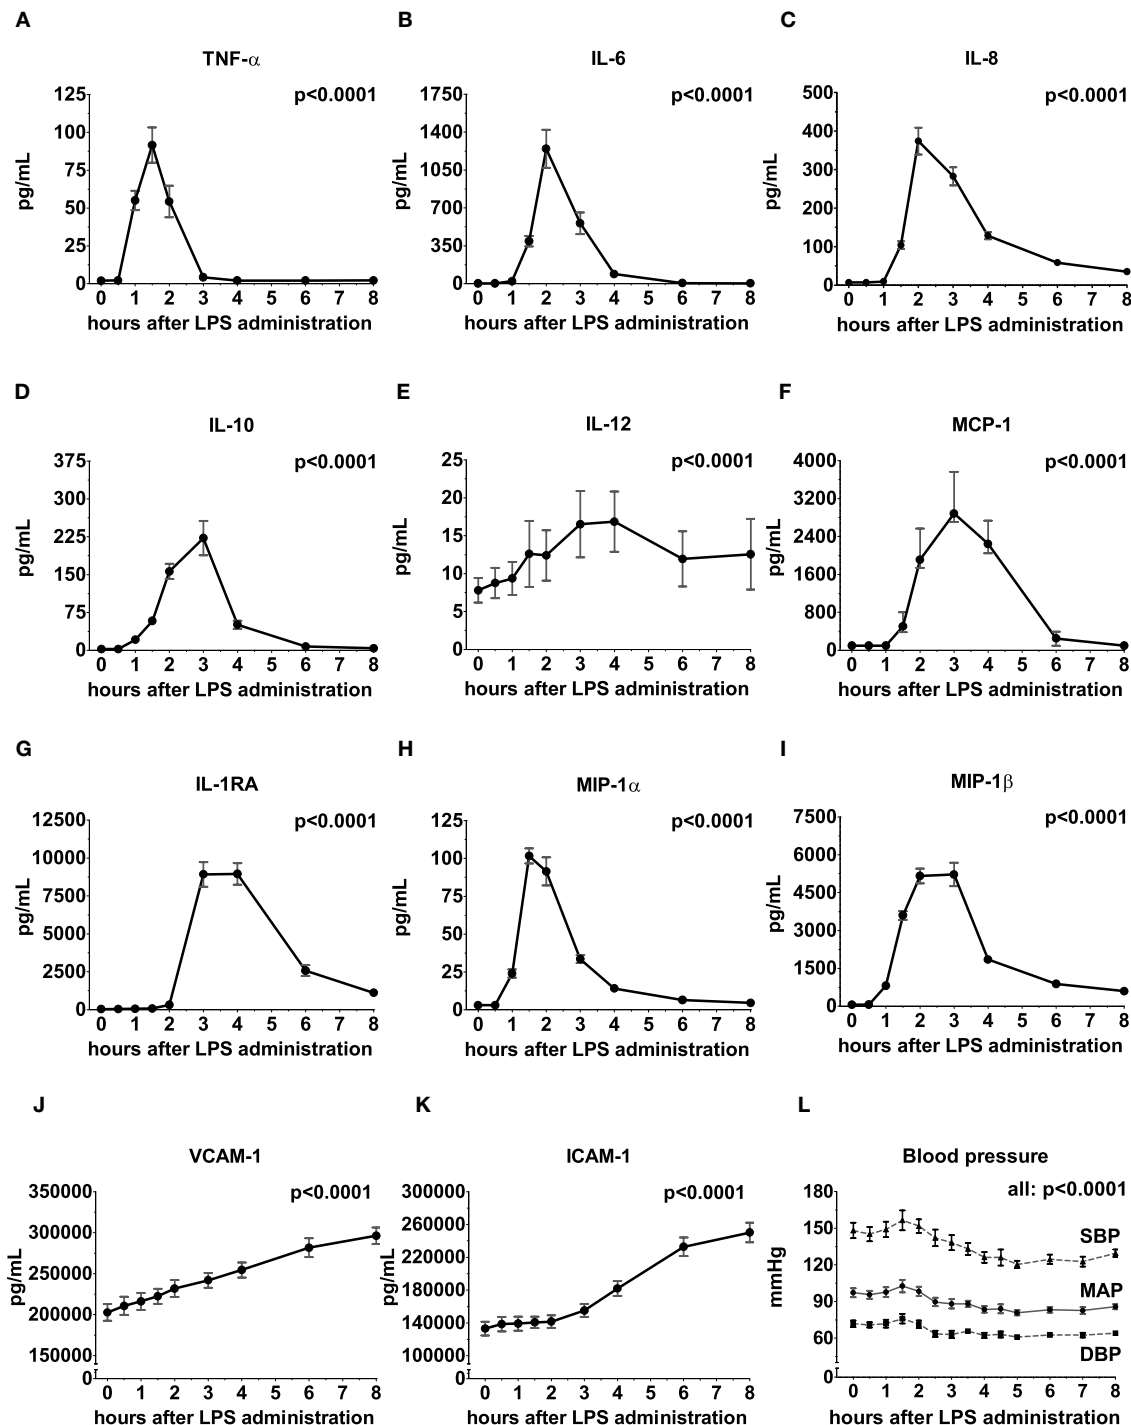 A
TNF-α
p<0.0001
pg/mL
125
100
75
50
25
0
0 1 2 3 4 5 6 7 8
hours after LPS administration
B
IL-6
p<0.0001
pg/mL
1750
1400
1050
700
350
0
0 1 2 3 4 5 6 7 8
hours after LPS administration
C
IL-8
p<0.0001
pg/mL
500
400
300
200
100
0
0 1 2 3 4 5 6 7 8
hours after LPS administration
D
IL-10
p<0.0001
pg/mL
375
300
225
150
75
0
0 1 2 3 4 5 6 7 8
hours after LPS administration
E
IL-12
p<0.0001
pg/mL
25
20
15
10
5
0
0 1 2 3 4 5 6 7 8
hours after LPS administration
F
MCP-1
p<0.0001
pg/mL
4000
3200
2400
1600
800
0
0 1 2 3 4 5 6 7 8
hours after LPS administration
G
IL-1RA
p<0.0001
pg/mL
12500
10000
7500
5000
2500
0
0 1 2 3 4 5 6 7 8
hours after LPS administration
H
MIP-1α
p<0.0001
pg/mL
125
100
75
50
25
0
0 1 2 3 4 5 6 7 8
hours after LPS administration
I
MIP-1β
p<0.0001
pg/mL
7500
6000
4500
3000
1500
0
0 1 2 3 4 5 6 7 8
hours after LPS administration
J
VCAM-1
p<0.0001
pg/mL
350000
300000
250000
200000
150000
0
0 1 2 3 4 5 6 7 8
hours after LPS administration
K
ICAM-1
p<0.0001
pg/mL
300000
260000
220000
180000
140000
100000
0
0 1 2 3 4 5 6 7 8
hours after LPS administration
L
Blood pressure
all: p<0.0001
mmHg
180
150
120
90
60
0
SBP
MAP
DBP
0 1 2 3 4 5 6 7 8
hours after LPS administration